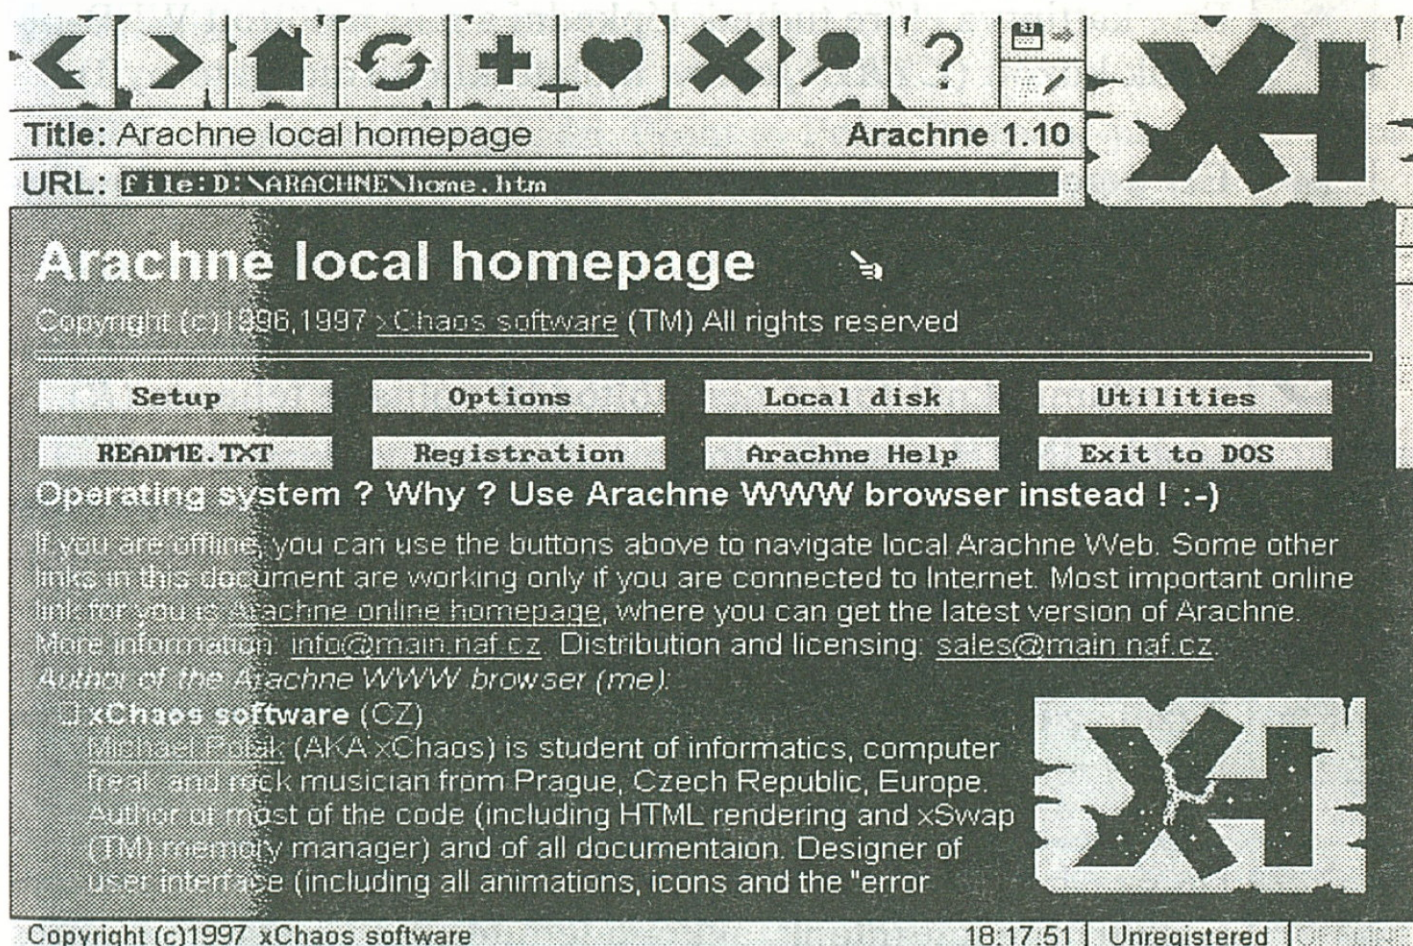 ?
Title: Arachne local homepage Arachne 1.10
URL: file:D:\ARACHNE\home.htm
XH
Arachne local homepage
Copyright (c)1996,1997 xChaos software (TM) All rights reserved
Setup Options Local disk Utilities
README.TXT Registration Arachne Help Exit to DOS
Operating system ? Why ? Use Arachne WWW browser instead ! :-)
If you are offline, you can use the buttons above to navigate local Arachne Web. Some other
links in this document are working only if you are connected to Internet. Most important online
link for you is Arachne online homepage, where you can get the latest version of Arachne.
More information: info@main.naf.cz. Distribution and licensing: sales@main.naf.cz.
Author of the Arachne WWW browser (me):
xChaos software (CZ)
Michael Polak (AKA xChaos) is student of informatics, computer
freak and rock musician from Prague, Czech Republic, Europe.
Author of most of the code (including HTML rendering and xSwap
(TM) memory manager) and of all documentaion. Designer of
user interface (including all animations, icons and the "error
XH
Copyright (c)1997 xChaos software 18:17:51 Unregistered